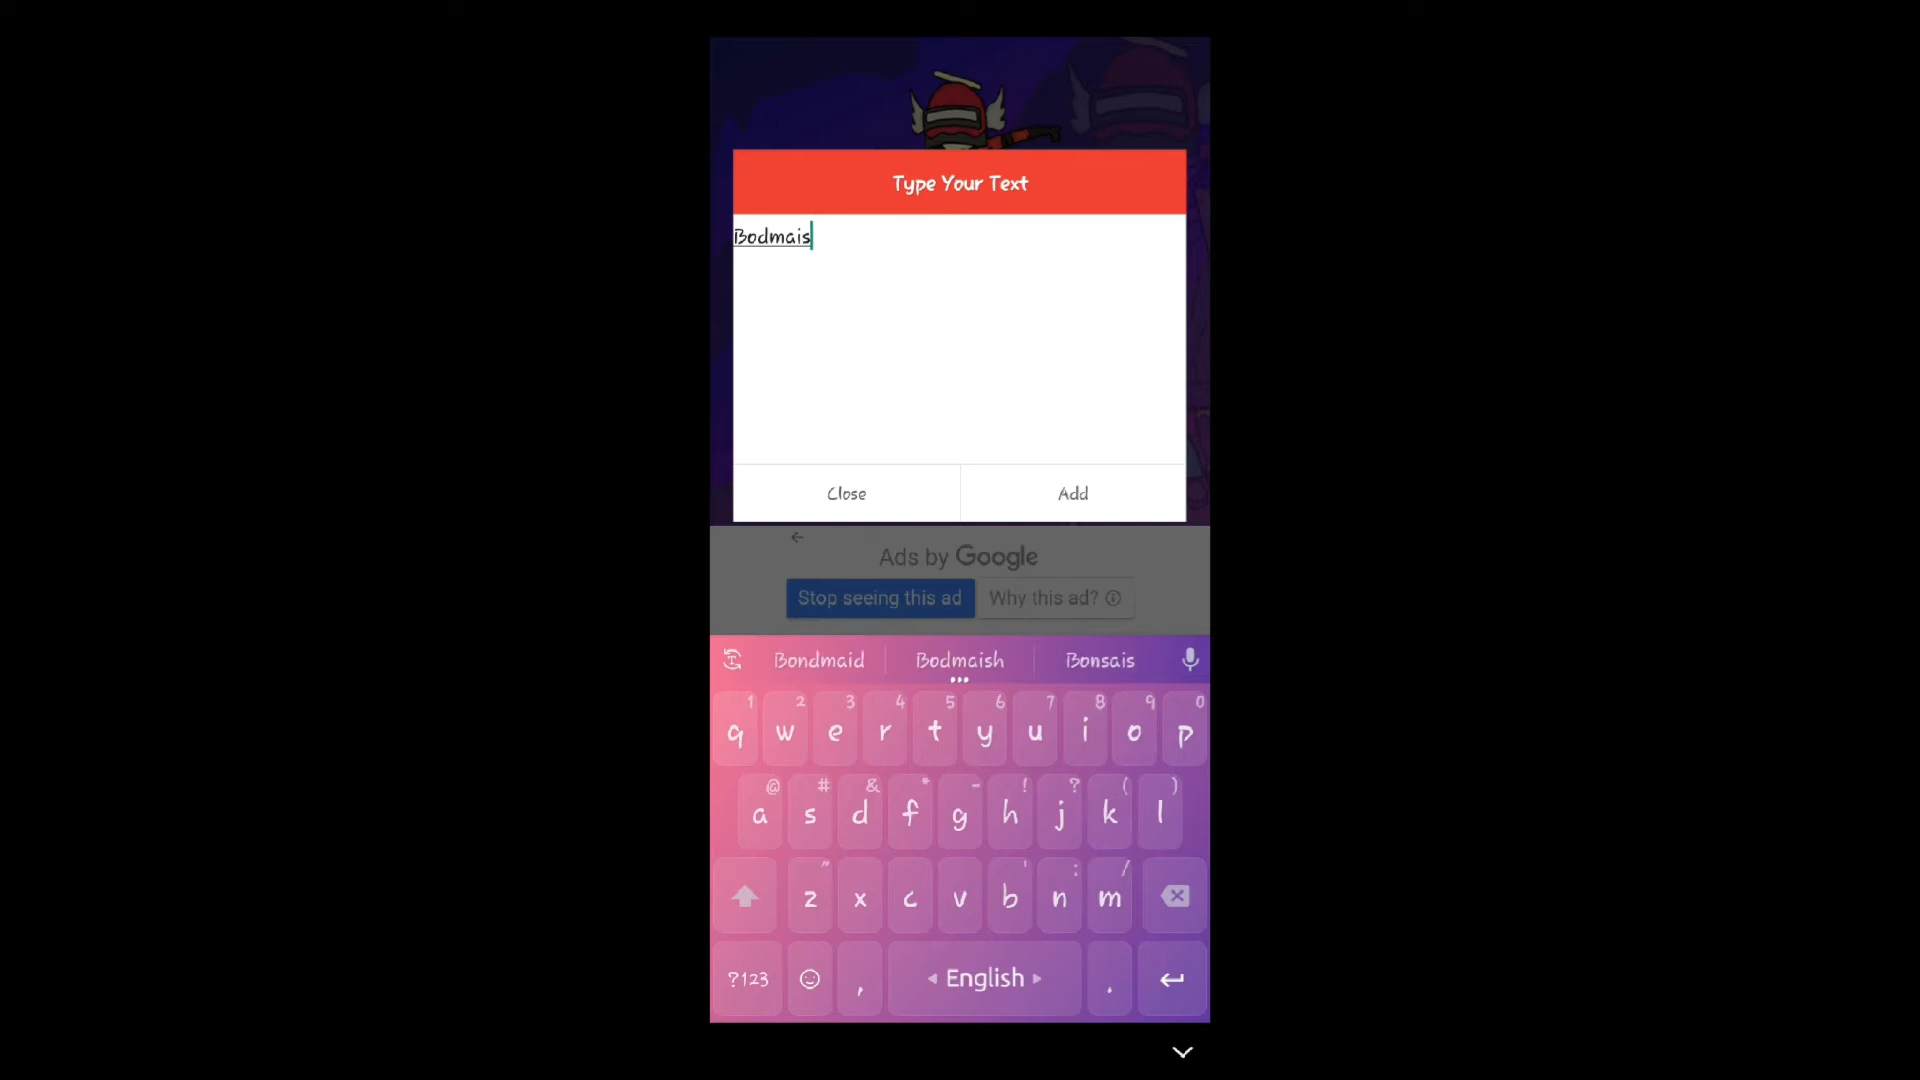 Type Your Text
Bodmais
Close Add
Ads by Google
Stop seeing this ad Why this ad?
Bondmaid Bodmaish Bonsais
1 2 3 4 5 6 7 8 9 0
q w e r t y u i o p
@ # & * - ! ? ( )
a s d f g h j k l
" ' : /
z x c v b n m
?123 , English .